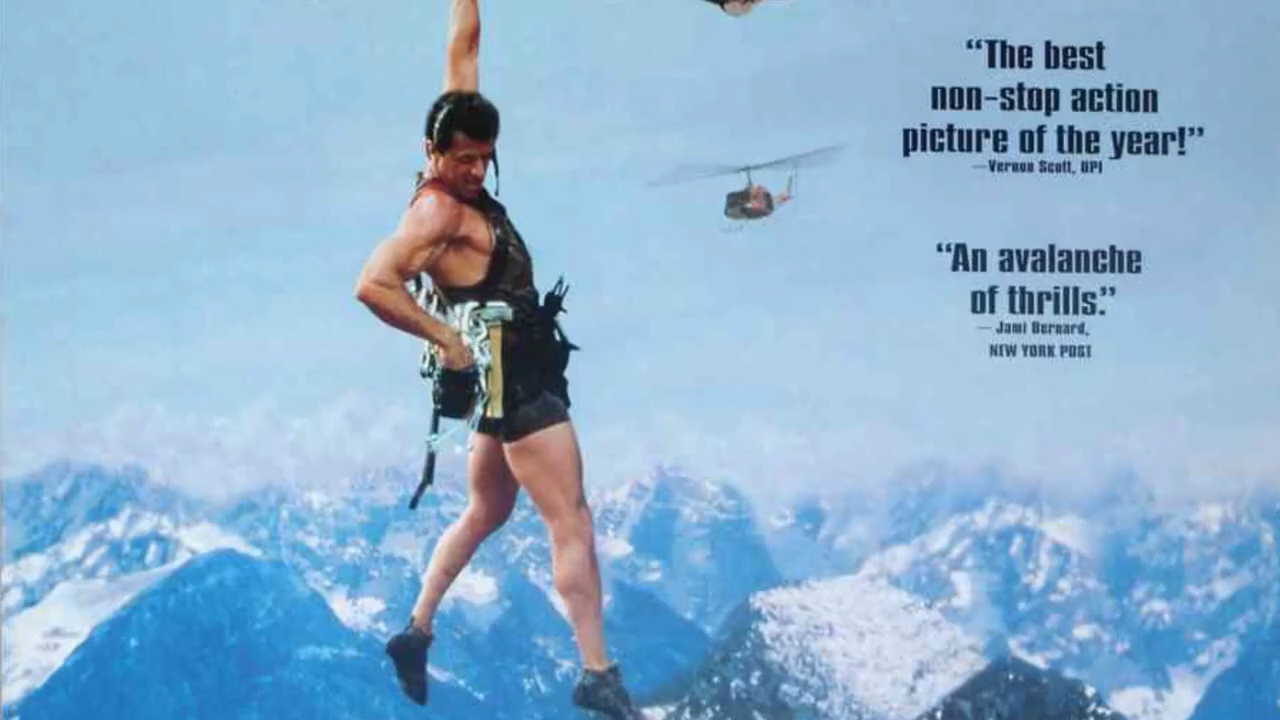 “The best
non-stop action
picture of the year!”
—Vernon Scott, UPI
“An avalanche
of thrills.”
— Jami Bernard,
NEW YORK POST